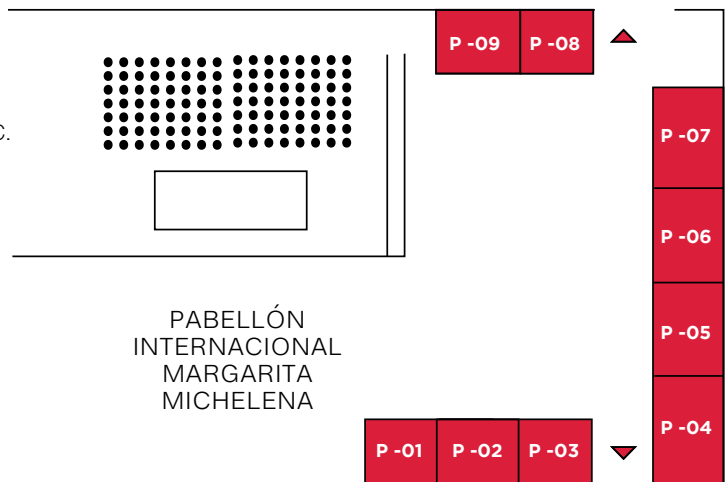 P -09 P -08
C.
P -07
P -06
P -05
PABELLÓN
INTERNACIONAL
MARGARITA
MICHELENA
P -04
P -01 P -02 P -03